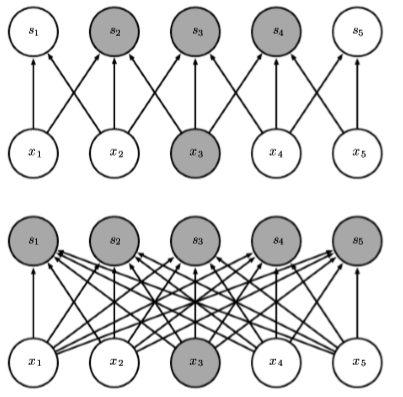 s₁ s₂ s₃ s₄ s₅
x₁ x₂ x₃ x₄ x₅
s₁ s₂ s₃ s₄ s₅
x₁ x₂ x₃ x₄ x₅